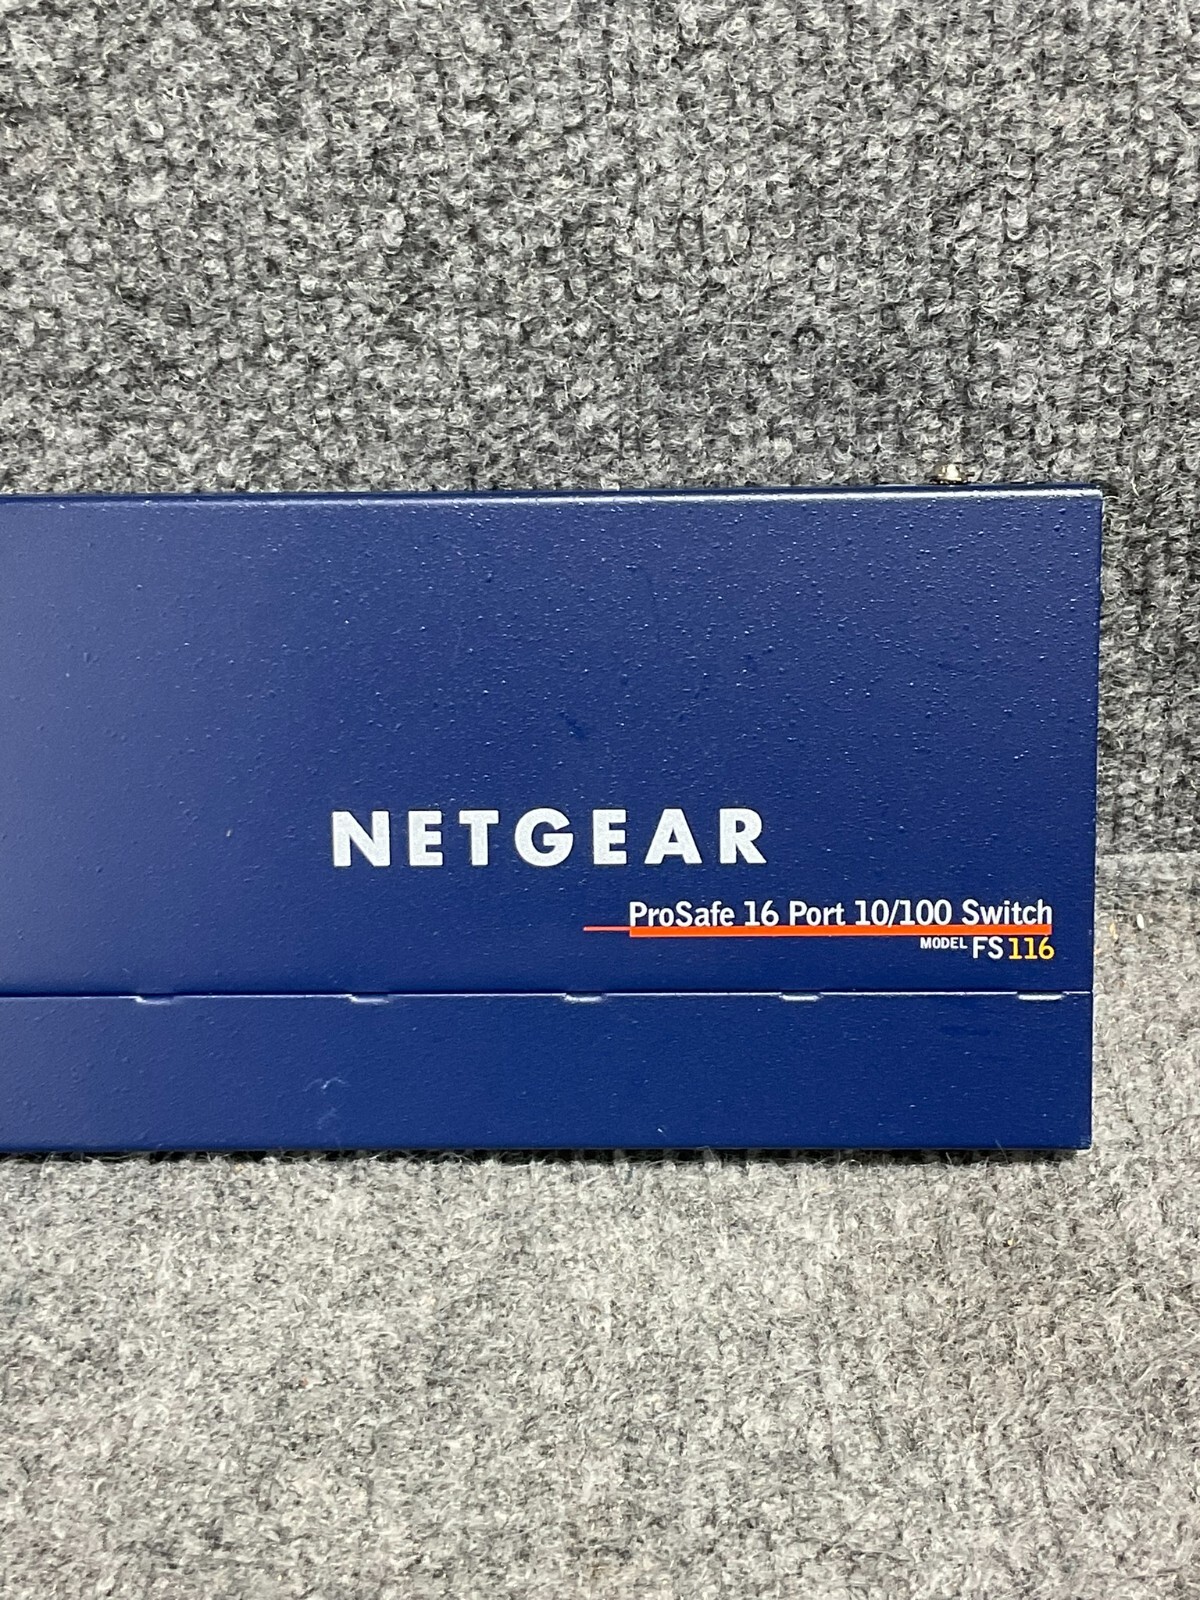 NETGEAR
ProSafe 16 Port 10/100 Switch
MODEL FS116